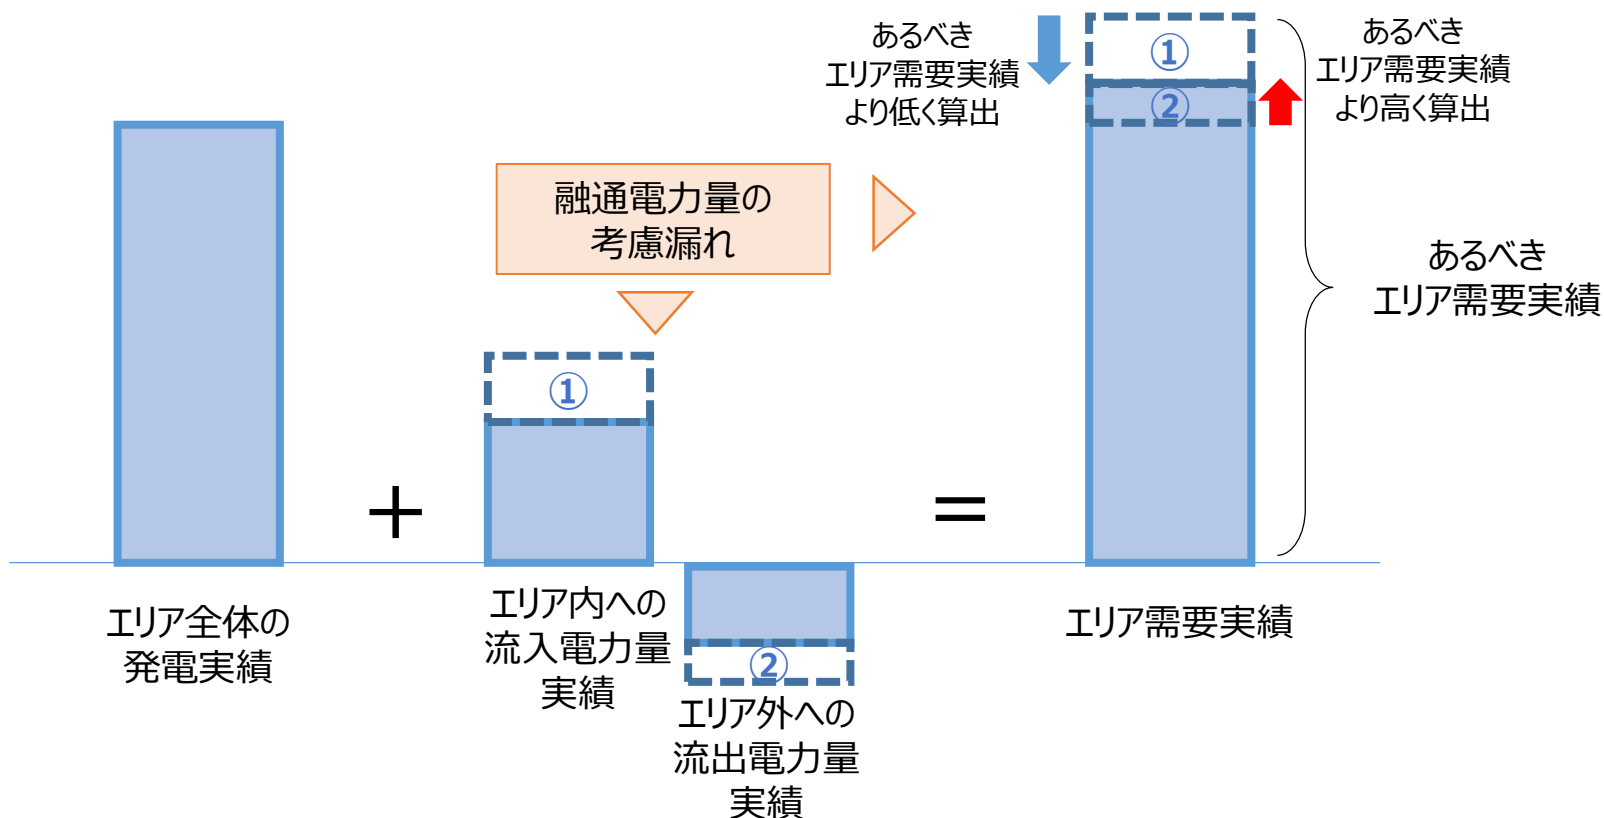 あるべき
エリア需要実績
より低く算出
①
②
あるべき
エリア需要実績
より高く算出
融通電力量の
考慮漏れ
あるべき
エリア需要実績
①
＋
＝
エリア全体の
発電実績
エリア内への
流入電力量
実績
②
エリア外への
流出電力量
実績
エリア需要実績